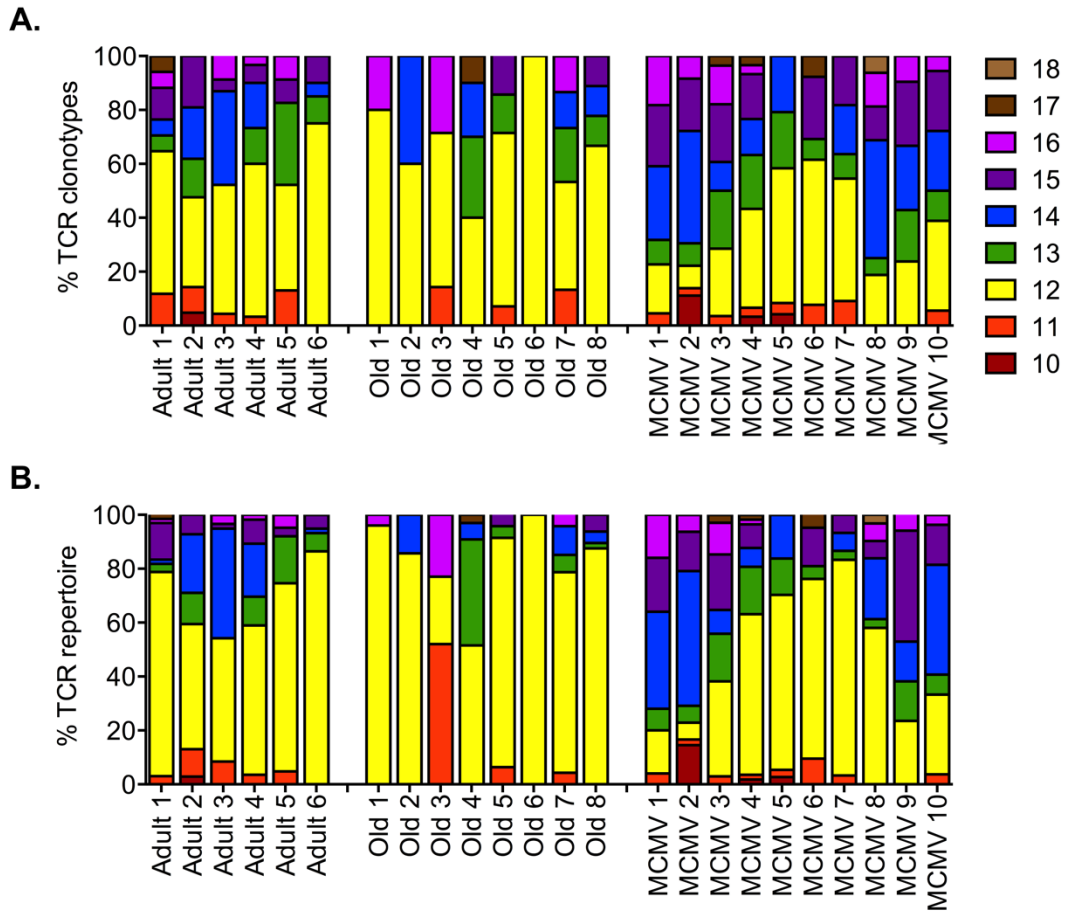 A.
% TCR clonotypes
100
80
60
40
20
0
Adult 1
Adult 2
Adult 3
Adult 4
Adult 5
Adult 6
Old 1
Old 2
Old 3
Old 4
Old 5
Old 6
Old 7
Old 8
MCMV 1
MCMV 2
MCMV 3
MCMV 4
MCMV 5
MCMV 6
MCMV 7
MCMV 8
MCMV 9
MCMV 10
18
17
16
15
14
13
12
11
10
B.
% TCR repertoire
100
80
60
40
20
0
Adult 1
Adult 2
Adult 3
Adult 4
Adult 5
Adult 6
Old 1
Old 2
Old 3
Old 4
Old 5
Old 6
Old 7
Old 8
MCMV 1
MCMV 2
MCMV 3
MCMV 4
MCMV 5
MCMV 6
MCMV 7
MCMV 8
MCMV 9
MCMV 10